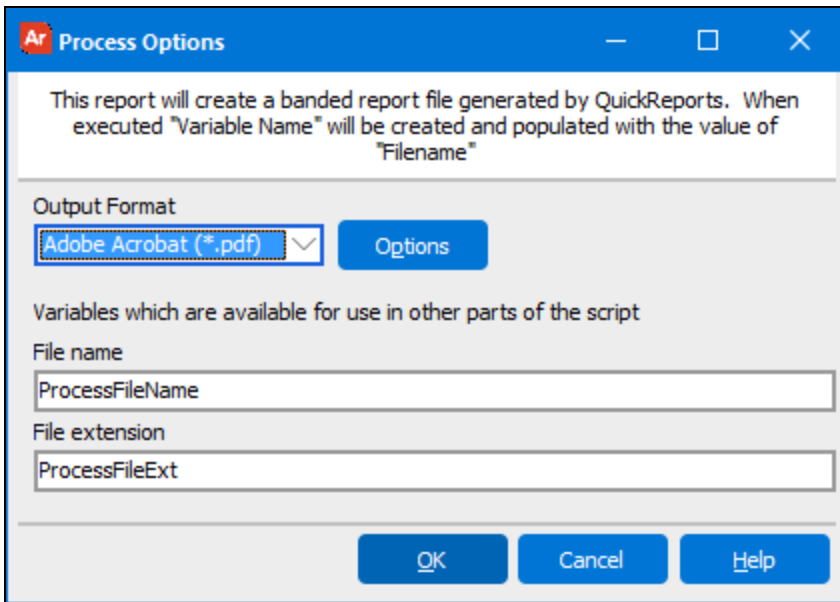 Ar Process Options
This report will create a banded report file generated by QuickReports. When
executed "Variable Name" will be created and populated with the value of
"Filename"
Output Format
Adobe Acrobat (*.pdf) Options
Variables which are available for use in other parts of the script
File name
ProcessFileName
File extension
ProcessFileExt
OK Cancel Help